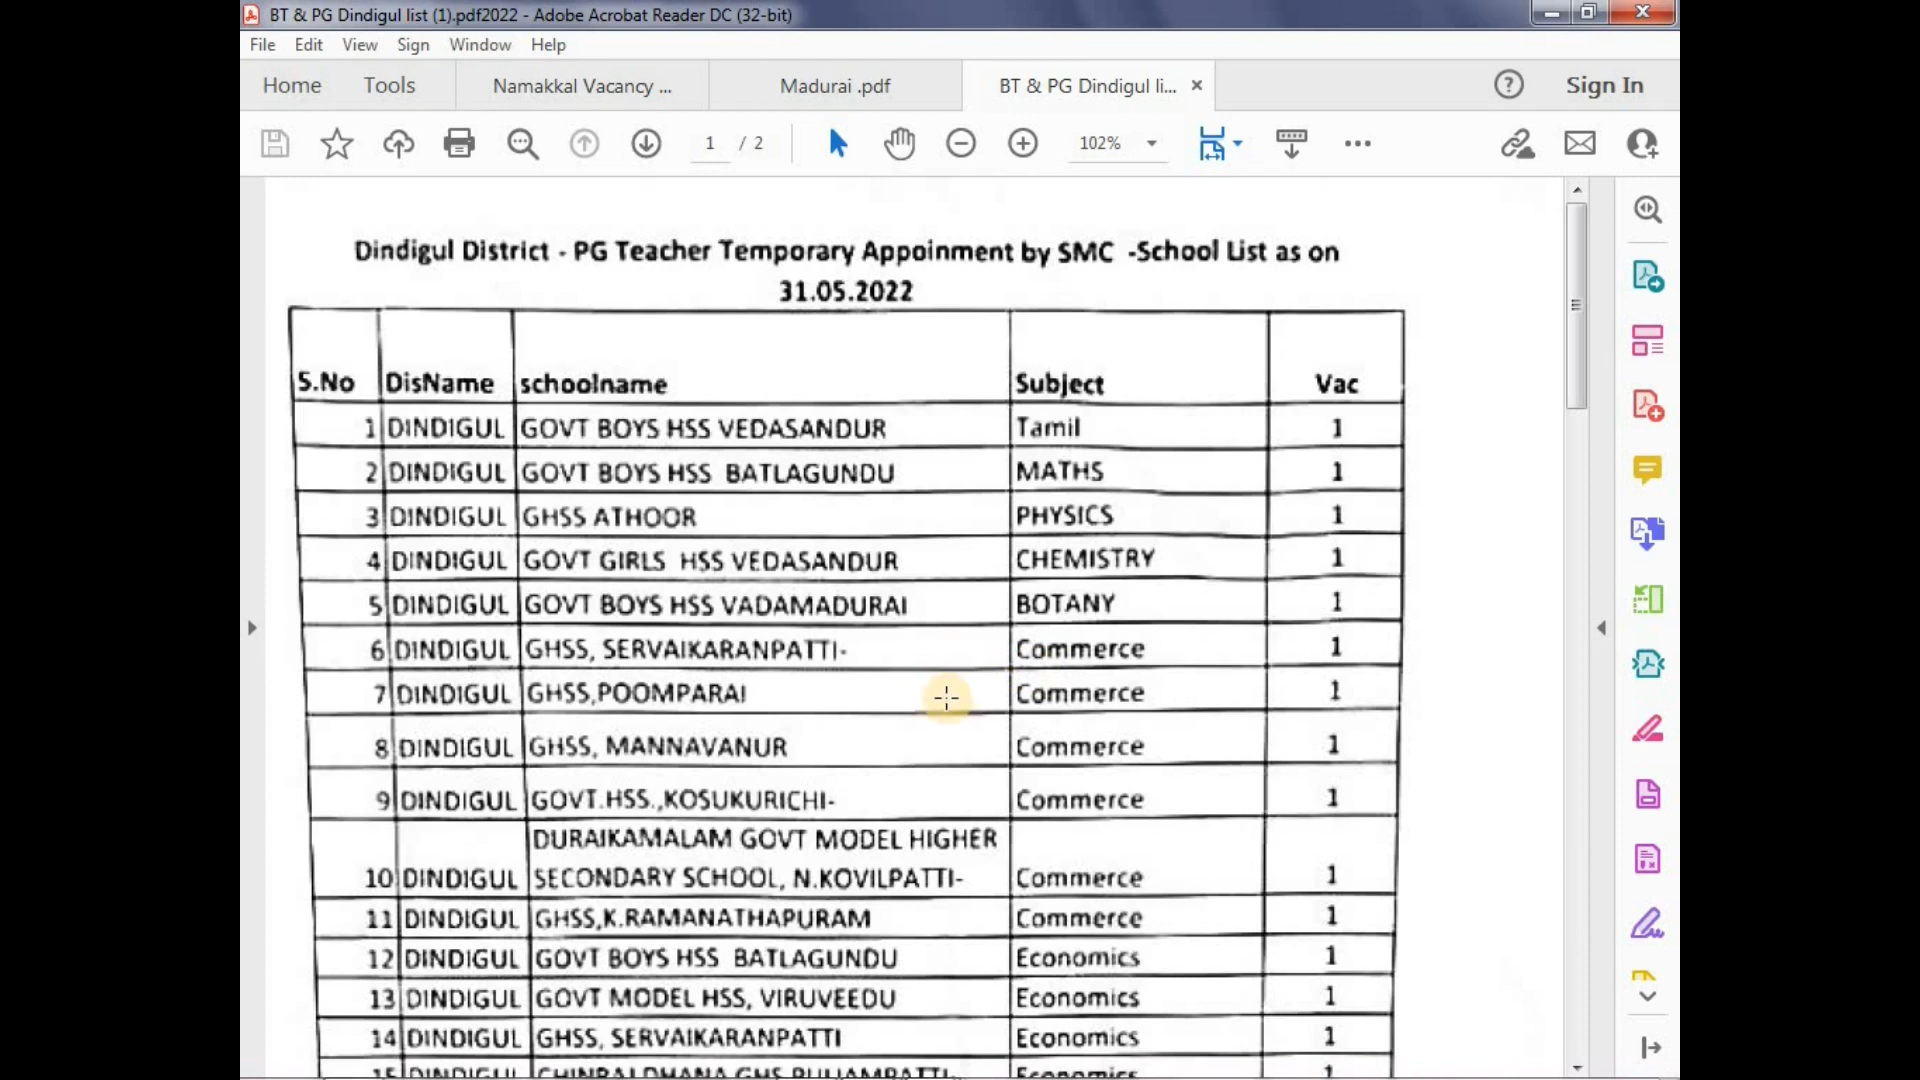 BT & PG Dindigul list (1).pdf2022 - Adobe Acrobat Reader DC (32-bit)
File Edit View Sign Window Help
Home Tools Namakkal Vacancy ... Madurai .pdf BT & PG Dindigul li... Sign In
1 / 2 102%
Dindigul District - PG Teacher Temporary Appoinment by SMC -School List as on
31.05.2022
S.No DisName schoolname Subject Vac
1 DINDIGUL GOVT BOYS HSS VEDASANDUR Tamil 1
2 DINDIGUL GOVT BOYS HSS BATLAGUNDU MATHS 1
3 DINDIGUL GHSS ATHOOR PHYSICS 1
4 DINDIGUL GOVT GIRLS HSS VEDASANDUR CHEMISTRY 1
5 DINDIGUL GOVT BOYS HSS VADAMADURAI BOTANY 1
6 DINDIGUL GHSS, SERVAIKARANPATTI- Commerce 1
7 DINDIGUL GHSS,POOMPARAI Commerce 1
8 DINDIGUL GHSS, MANNAVANUR Commerce 1
9 DINDIGUL GOVT.HSS.,KOSUKURICHI- Commerce 1
DURAIKAMALAM GOVT MODEL HIGHER
10 DINDIGUL SECONDARY SCHOOL, N.KOVILPATTI- Commerce 1
11 DINDIGUL GHSS,K.RAMANATHAPURAM Commerce 1
12 DINDIGUL GOVT BOYS HSS BATLAGUNDU Economics 1
13 DINDIGUL GOVT MODEL HSS, VIRUVEEDU Economics 1
14 DINDIGUL GHSS, SERVAIKARANPATTI Economics 1
15 DINDIGUL Economics 1